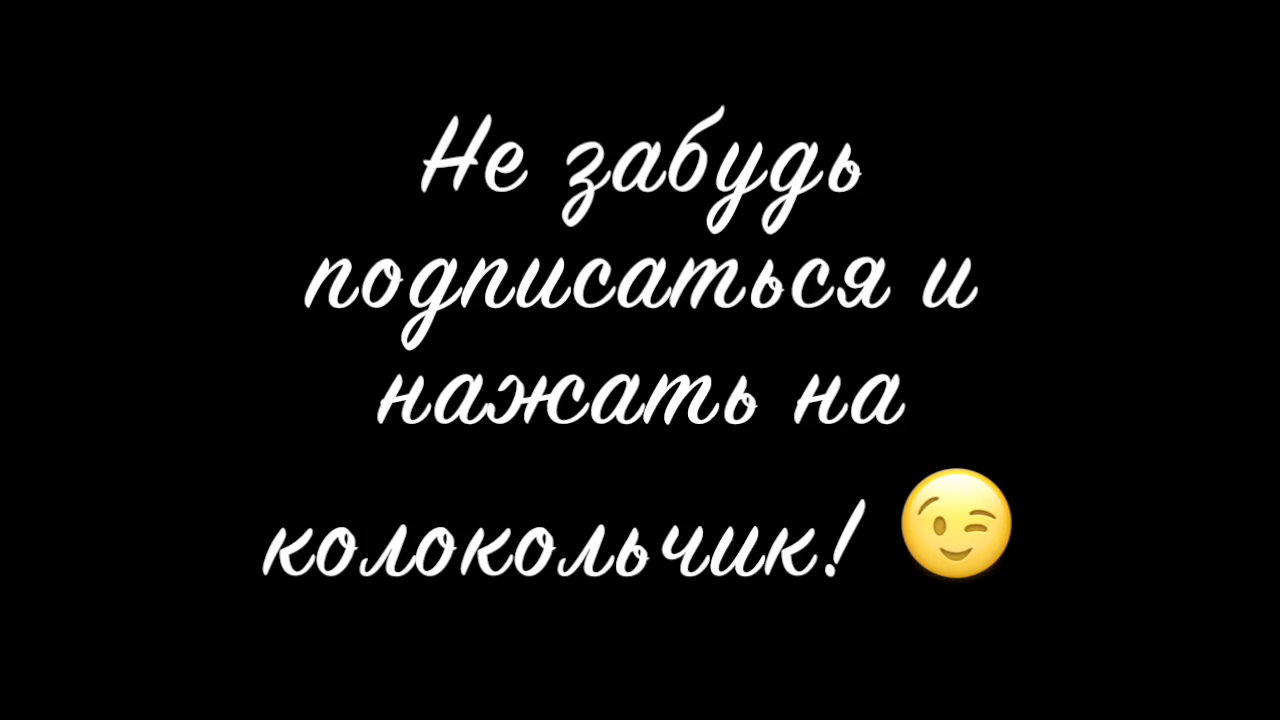 Не забудь
подписаться и
нажать на
колокольчик! 😉